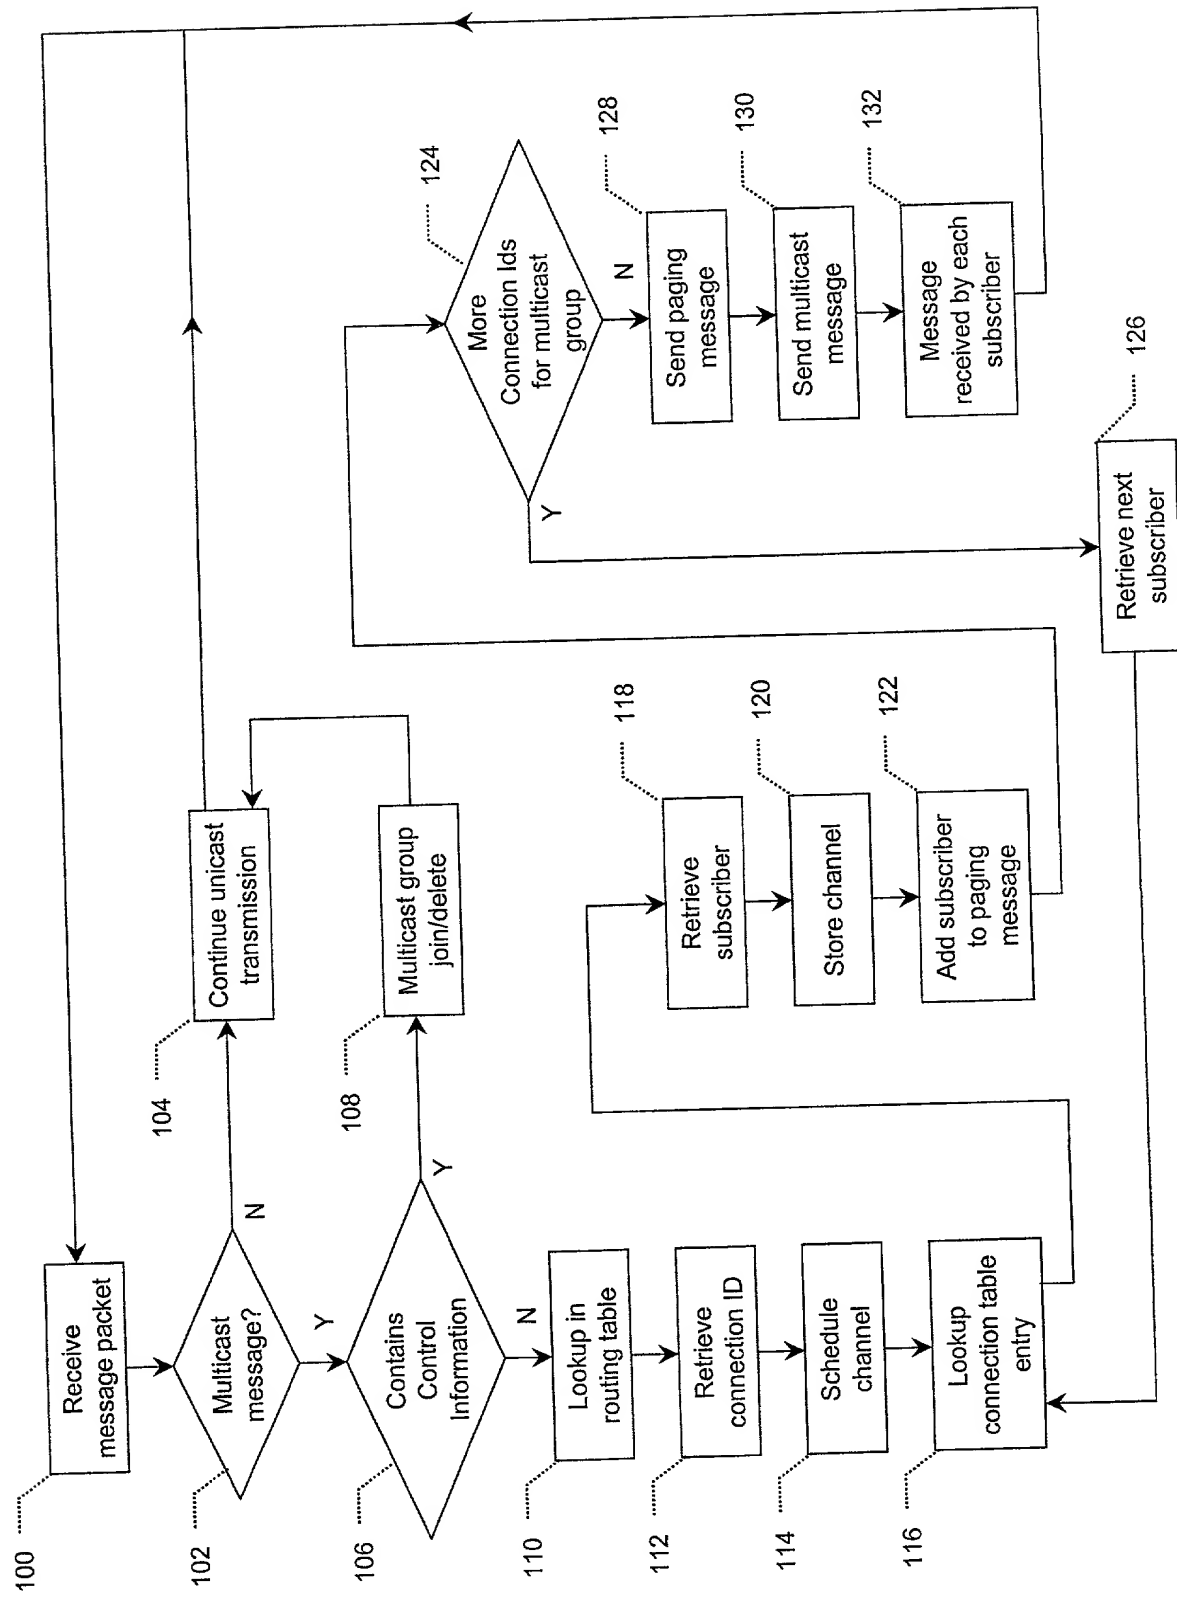 100
Receive
message packet
102
Multicast
message?
N
Y
104
Continue unicast
transmission
106
Contains
Control
Information
Y
N
108
Multicast group
join/delete
110
Lookup in
routing table
112
Retrieve
connection ID
114
Schedule
channel
116
Lookup
connection table
entry
118
Retrieve
subscriber
120
Store channel
122
Add subscriber
to paging
message
124
More
Connection Ids
for multicast
group
Y
N
126
Retrieve next
subscriber
128
Send paging
message
130
Send multicast
message
132
Message
received by each
subscriber